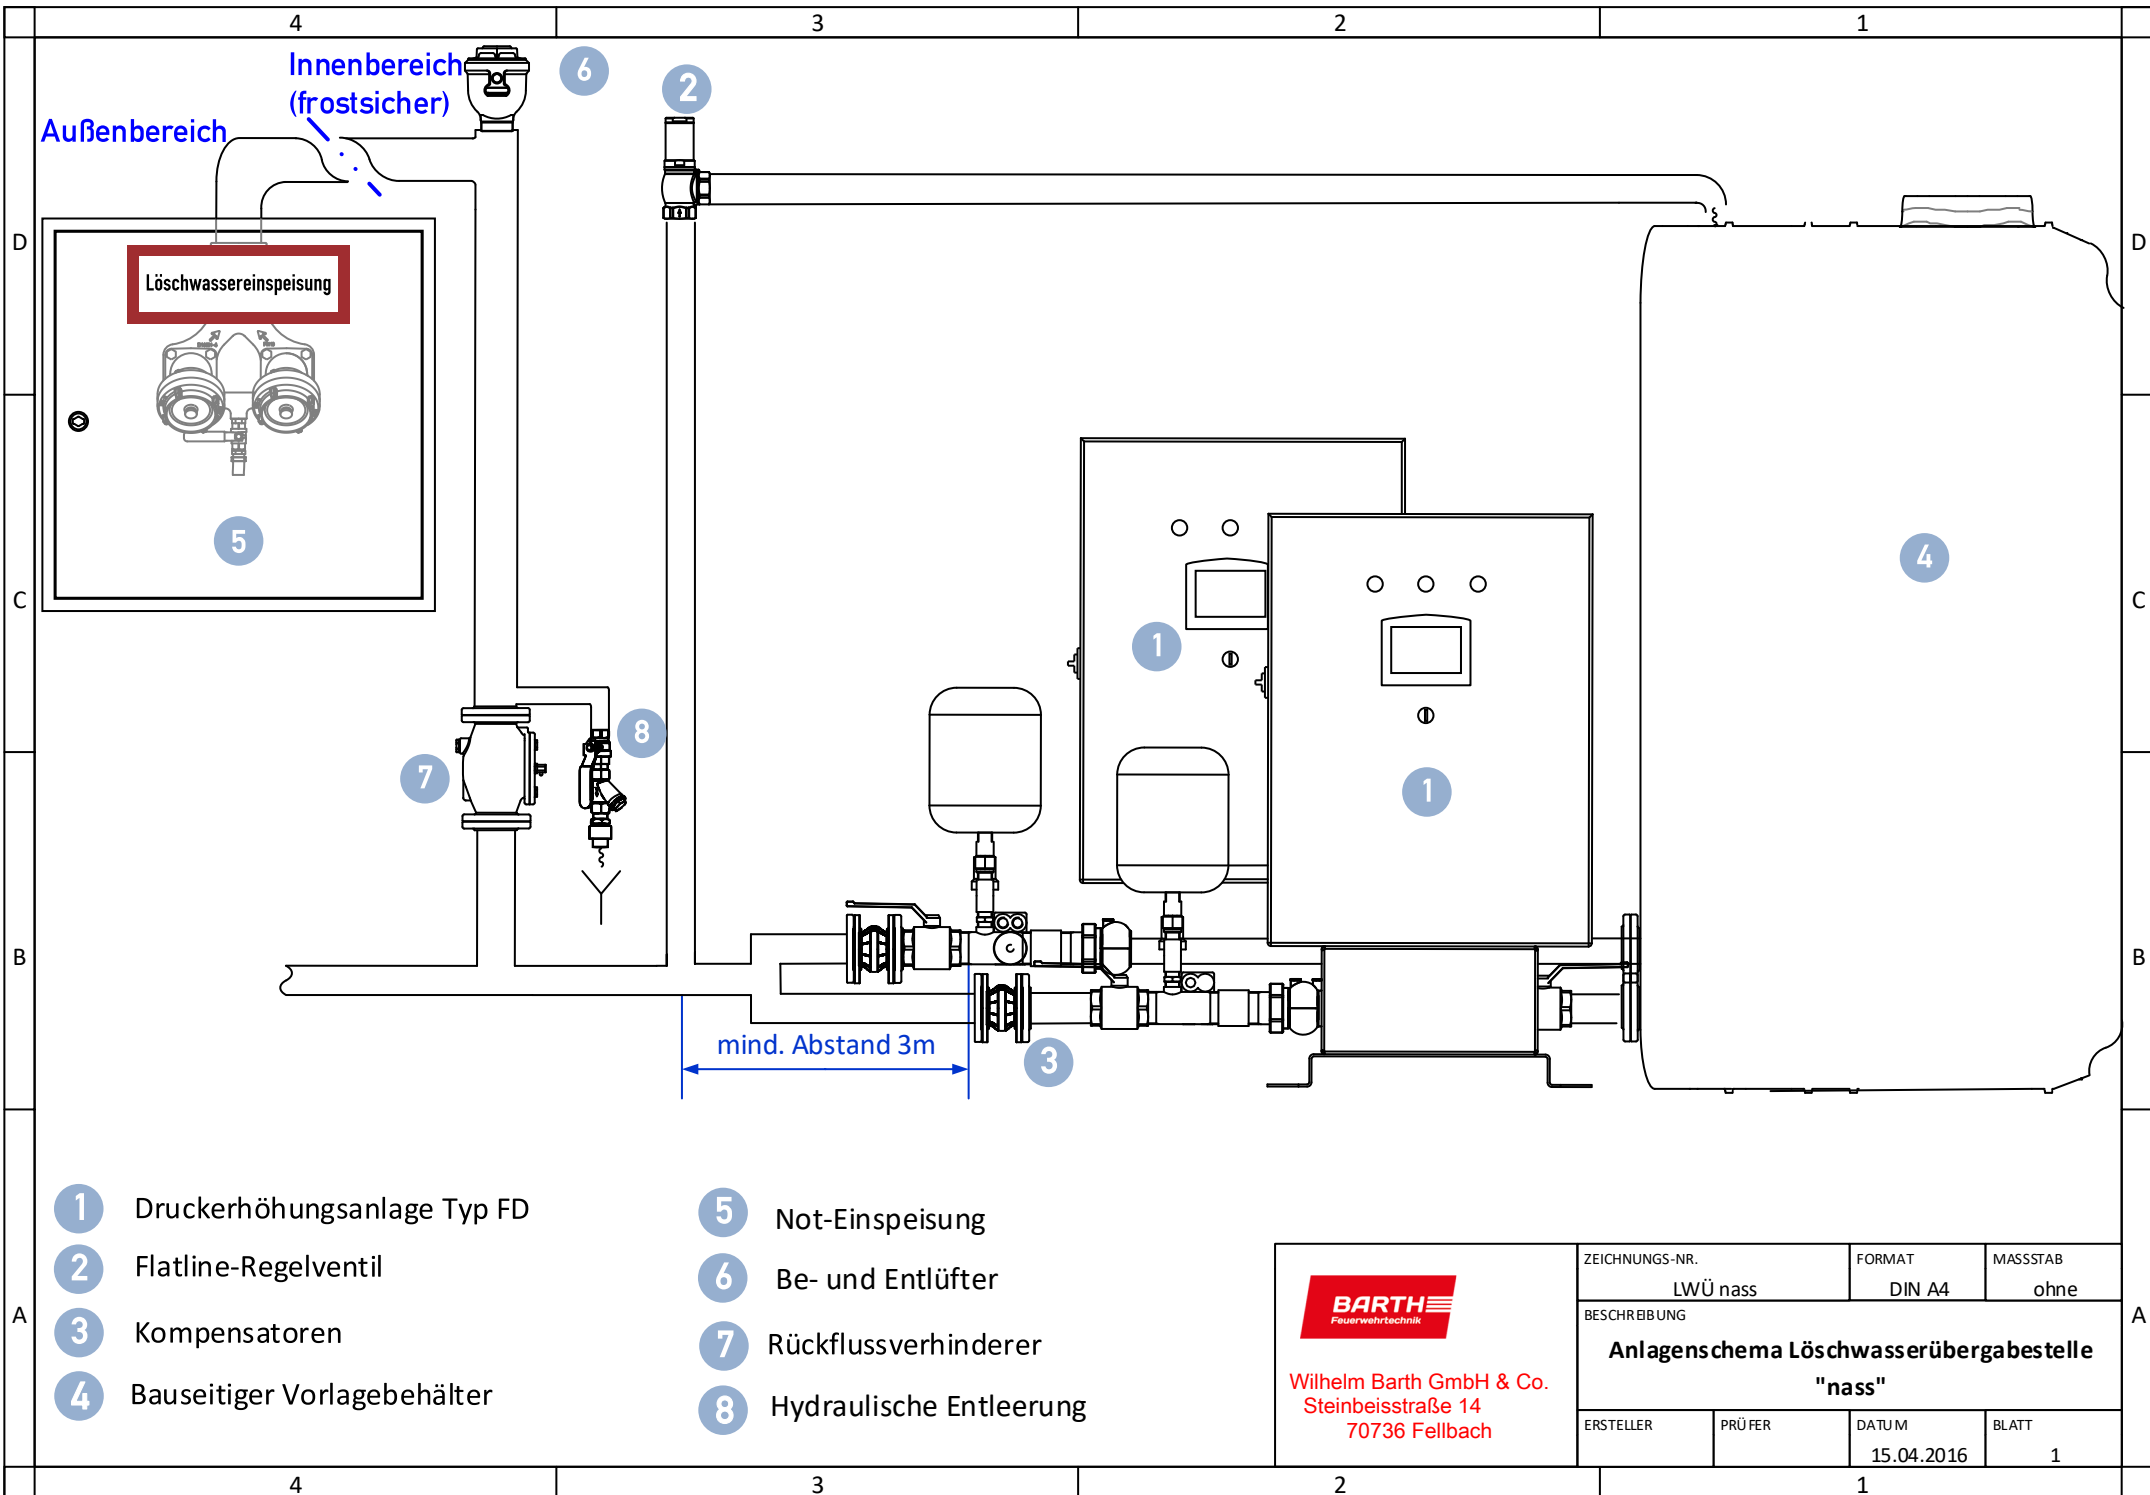 4 3 2 1
Innenbereich
(frostsicher)
Außenbereich
6
2
D D
Löschwassereinspeisung
5
4
C C
1
8
7
1
B B
mind. Abstand 3m
3
1 Druckerhöhungsanlage Typ FD
2 Flatline-Regelventil
3 Kompensatoren
4 Bauseitiger Vorlagebehälter
5 Not-Einspeisung
6 Be- und Entlüfter
7 Rückflussverhinderer
8 Hydraulische Entleerung
A A
BARTH
Feuerwehrtechnik
Wilhelm Barth GmbH & Co.
Steinbeisstraße 14
70736 Fellbach
ZEICHNUNGS-NR. FORMAT MASSSTAB
LWÜ nass DIN A4 ohne
BESCHREIBUNG
Anlagenschema Löschwasserübergabestelle
"nass"
ERSTELLER PRÜFER DATUM BLATT
15.04.2016 1
4 3 2 1